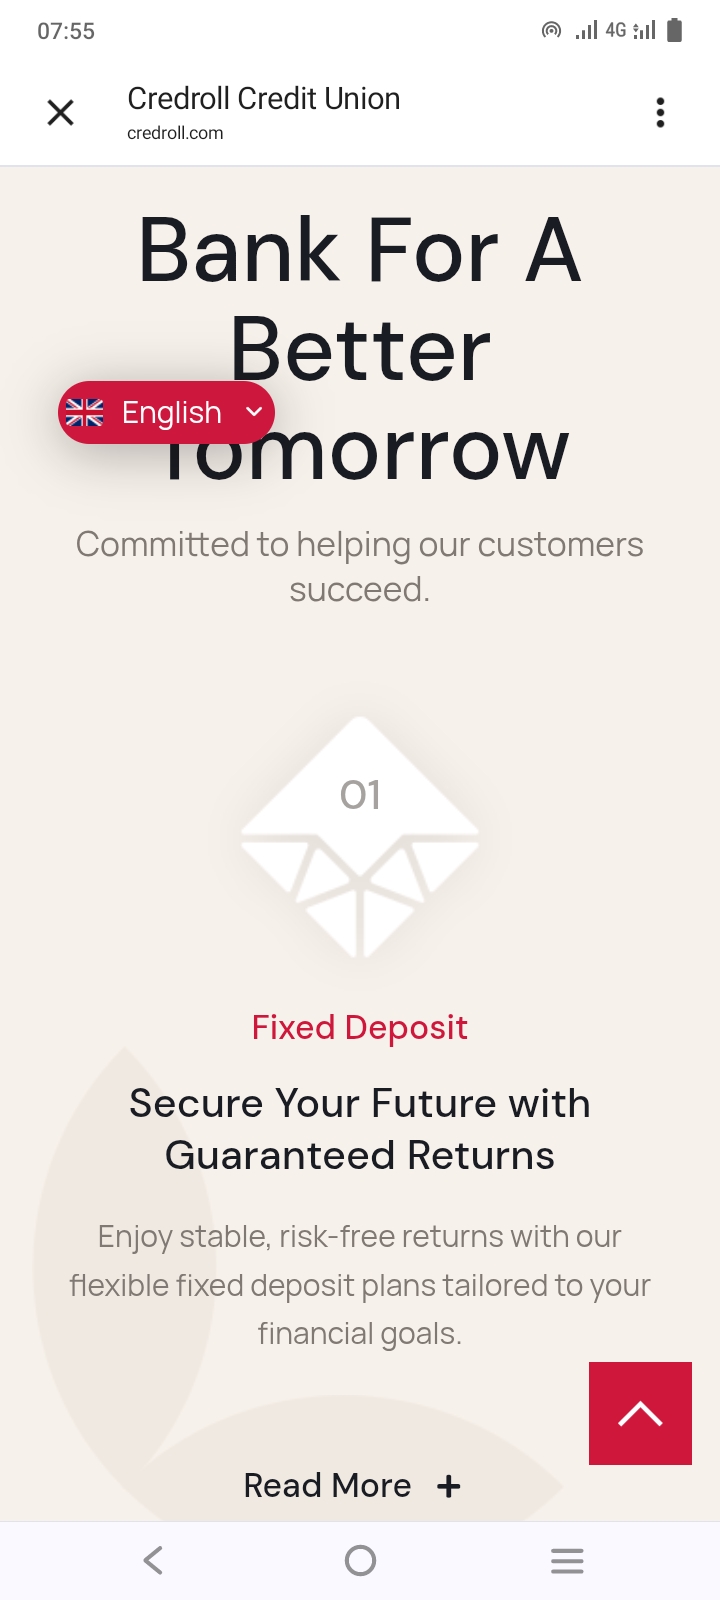 07:55
4G
Credroll Credit Union
credroll.com
Bank For A
Better
English
Tomorrow
Committed to helping our customers
succeed.
01
Fixed Deposit
Secure Your Future with
Guaranteed Returns
Enjoy stable, risk-free returns with our
flexible fixed deposit plans tailored to your
financial goals.
Read More +